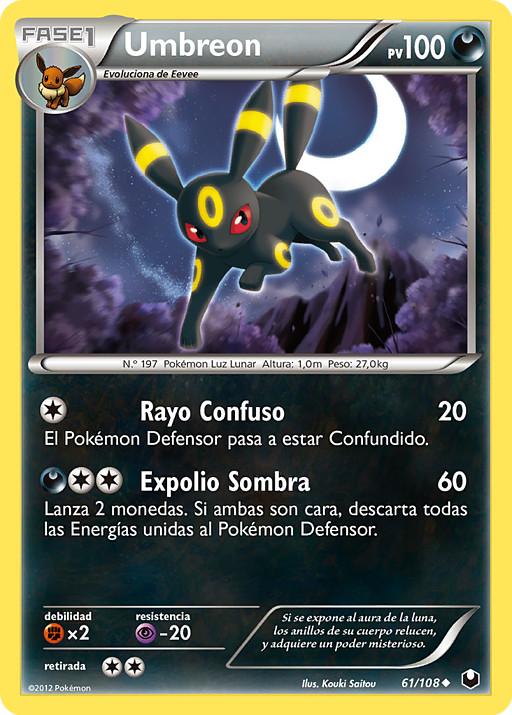 FASE1
Umbreon
PV100
Evoluciona de Eevee
N.º 197 Pokémon Luz Lunar Altura: 1,0m Peso: 27,0kg
Rayo Confuso 20
El Pokémon Defensor pasa a estar Confundido.
Expolio Sombra 60
Lanza 2 monedas. Si ambas son cara, descarta todas
las Energías unidas al Pokémon Defensor.
debilidad
×2
resistencia
-20
retirada
Si se expone al aura de la luna,
los anillos de su cuerpo relucen,
y adquiere un poder misterioso.
©2012 Pokémon
Ilus. Kouki Saitou
61/108